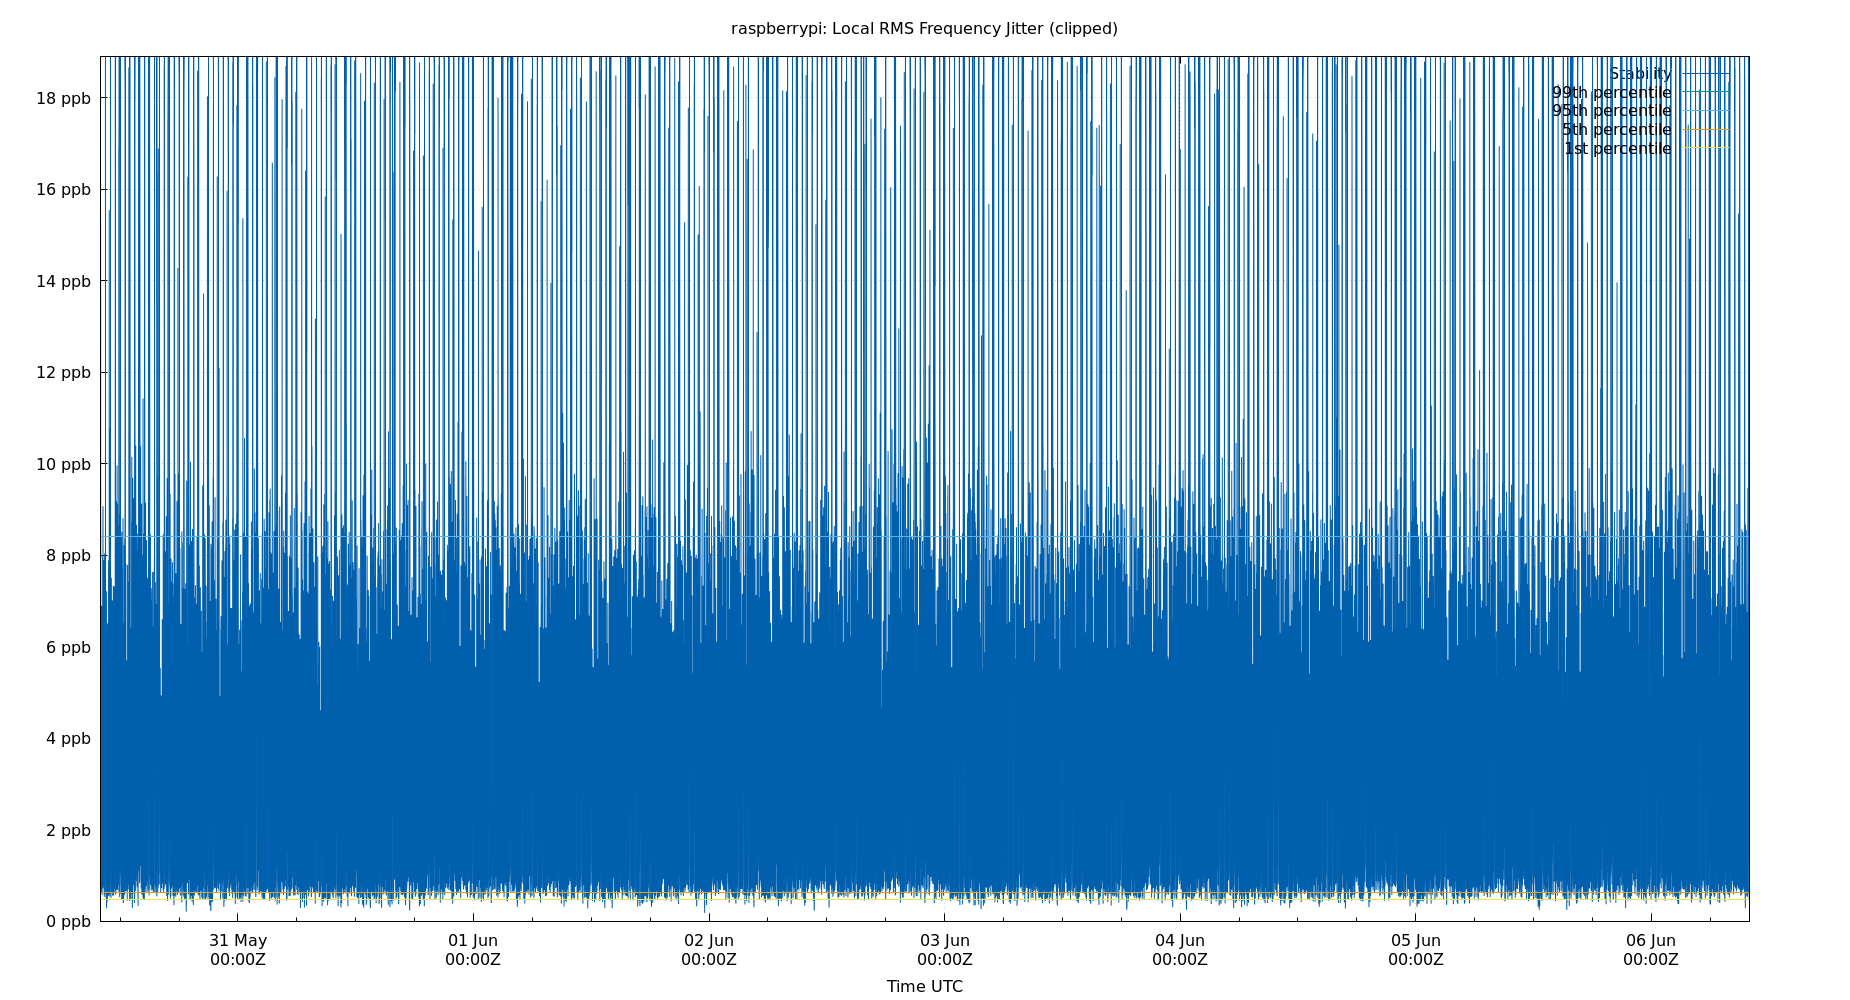 raspberrypi: Local RMS Frequency Jitter (clipped)
Stability
99th percentile
95th percentile
5th percentile
1st percentile
18 ppb
16 ppb
14 ppb
12 ppb
10 ppb
8 ppb
6 ppb
4 ppb
2 ppb
0 ppb
31 May 01 Jun 02 Jun 03 Jun 04 Jun 05 Jun 06 Jun
00:00Z 00:00Z 00:00Z 00:00Z 00:00Z 00:00Z 00:00Z
Time UTC